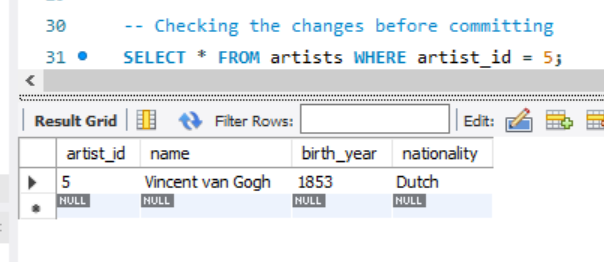 30 -- Checking the changes before committing
31 SELECT * FROM artists WHERE artist_id = 5;
Result Grid Filter Rows: Edit:
artist_id name birth_year nationality
5 Vincent van Gogh 1853 Dutch
NULL NULL NULL NULL